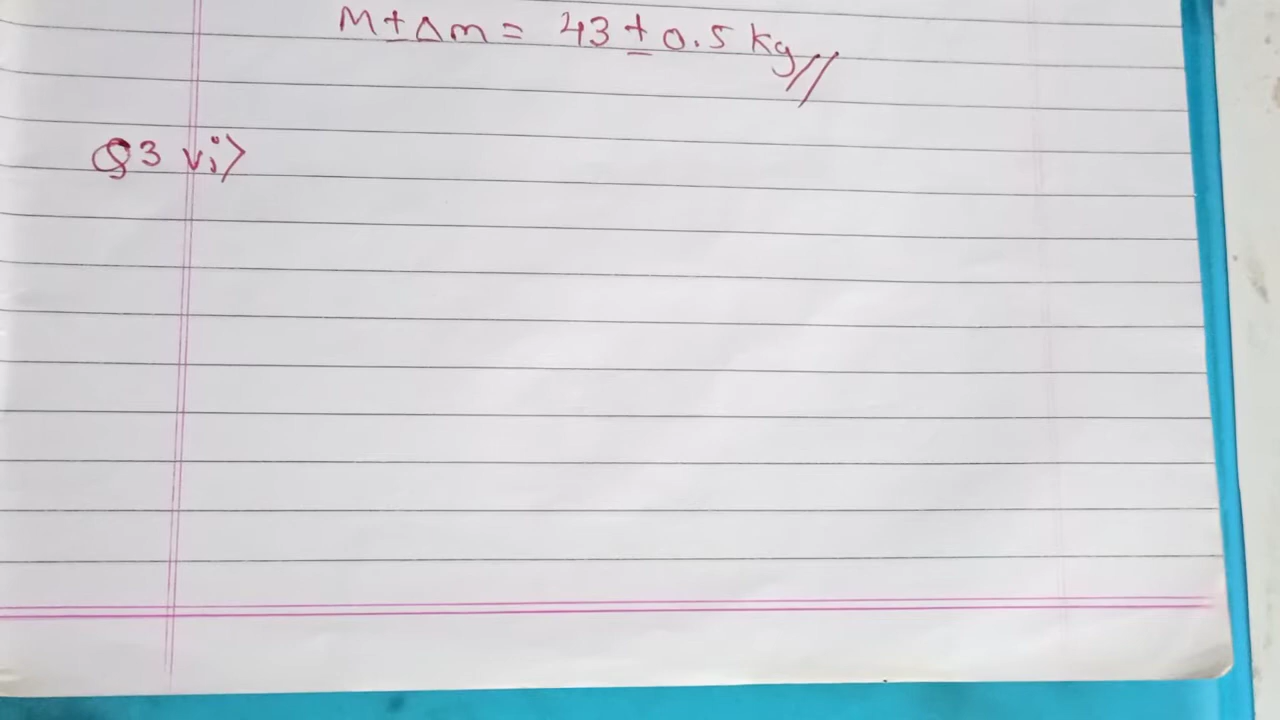 M ± Δm = 43 ± 0.5 kg//
Q3 vi>